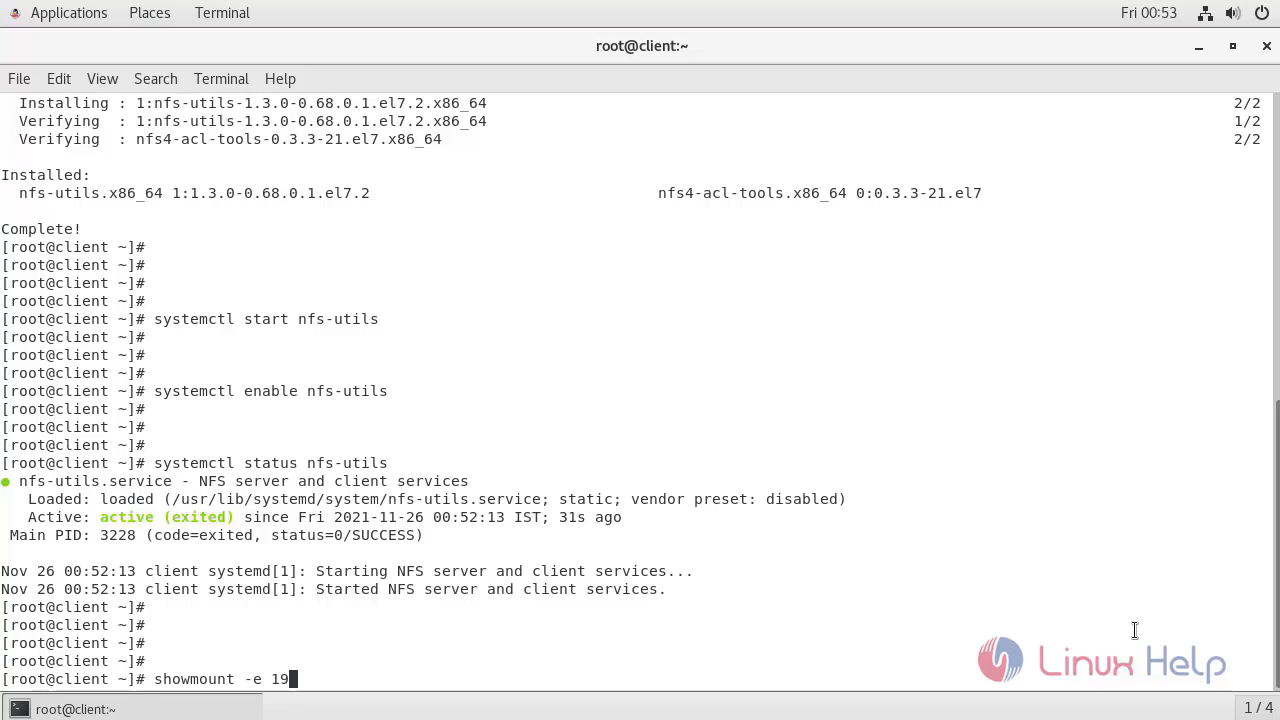 Applications Places Terminal Fri 00:53
root@client:~
File Edit View Search Terminal Help
Installing : 1:nfs-utils-1.3.0-0.68.0.1.el7.2.x86_64 2/2
Verifying : 1:nfs-utils-1.3.0-0.68.0.1.el7.2.x86_64 1/2
Verifying : nfs4-acl-tools-0.3.3-21.el7.x86_64 2/2
Installed:
nfs-utils.x86_64 1:1.3.0-0.68.0.1.el7.2 nfs4-acl-tools.x86_64 0:0.3.3-21.el7
Complete!
[root@client ~]#
[root@client ~]#
[root@client ~]#
[root@client ~]#
[root@client ~]# systemctl start nfs-utils
[root@client ~]#
[root@client ~]#
[root@client ~]#
[root@client ~]# systemctl enable nfs-utils
[root@client ~]#
[root@client ~]#
[root@client ~]#
[root@client ~]# systemctl status nfs-utils
● nfs-utils.service - NFS server and client services
Loaded: loaded (/usr/lib/systemd/system/nfs-utils.service; static; vendor preset: disabled)
Active: active (exited) since Fri 2021-11-26 00:52:13 IST; 31s ago
Main PID: 3228 (code=exited, status=0/SUCCESS)
Nov 26 00:52:13 client systemd[1]: Starting NFS server and client services...
Nov 26 00:52:13 client systemd[1]: Started NFS server and client services.
[root@client ~]#
[root@client ~]#
[root@client ~]#
[root@client ~]#
[root@client ~]# showmount -e 19
Linux Help
root@client:~ 1 / 4